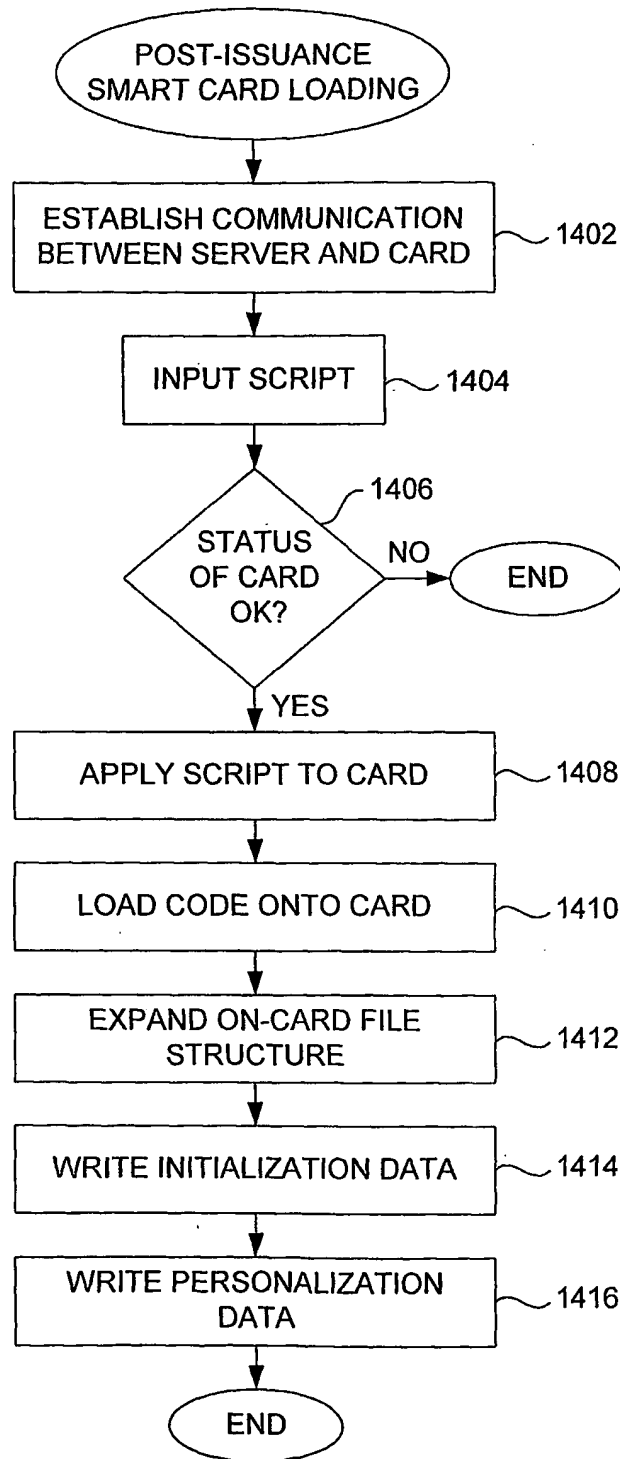 POST-ISSUANCE
SMART CARD LOADING
ESTABLISH COMMUNICATION
BETWEEN SERVER AND CARD
1402
INPUT SCRIPT
1404
1406
STATUS
OF CARD
OK?
NO
END
YES
APPLY SCRIPT TO CARD
1408
LOAD CODE ONTO CARD
1410
EXPAND ON-CARD FILE
STRUCTURE
1412
WRITE INITIALIZATION DATA
1414
WRITE PERSONALIZATION
DATA
1416
END